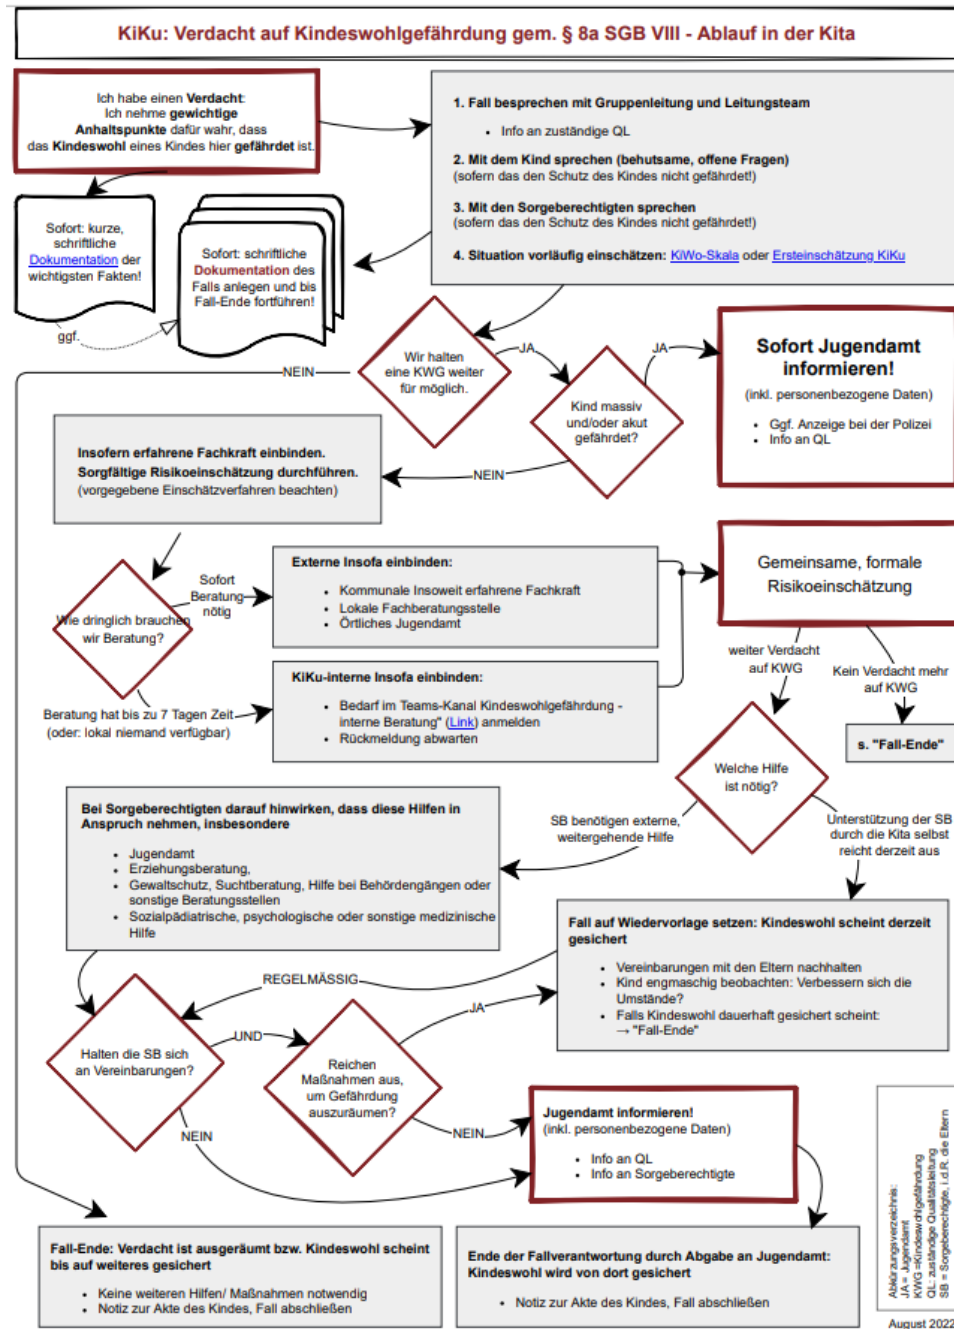 KiKu: Verdacht auf Kindeswohlgefährdung gem. § 8a SGB VIII - Ablauf in der Kita
Ich habe einen Verdacht:
Ich nehme gewichtige
Anhaltspunkte dafür wahr, dass
das Kindeswohl eines Kindes hier gefährdet ist.
1. Fall besprechen mit Gruppenleitung und Leitungsteam
• Info an zuständige QL
2. Mit dem Kind sprechen (behutsame, offene Fragen)
(sofern das den Schutz des Kindes nicht gefährdet!)
3. Mit den Sorgeberechtigten sprechen
(sofern das den Schutz des Kindes nicht gefährdet!)
4. Situation vorläufig einschätzen: KiWo-Skala oder Ersteinschätzung KiKu
Sofort: kurze,
schriftliche
Dokumentation der
wichtigsten Fakten!
ggf.
Sofort: schriftliche
Dokumentation des
Falls anlegen und bis
Fall-Ende fortführen!
Wir halten
eine KWG weiter
für möglich.
NEIN
JA
Kind massiv
und/oder akut
gefährdet?
JA
NEIN
Sofort Jugendamt
informieren!
(inkl. personenbezogene Daten)
• Ggf. Anzeige bei der Polizei
• Info an QL
Insofern erfahrene Fachkraft einbinden.
Sorgfältige Risikoeinschätzung durchführen.
(vorgegebene Einschätzverfahren beachten)
Wie dringlich brauchen
wir Beratung?
Sofort
Beratung
nötig
Externe Insofa einbinden:
• Kommunale Insoweit erfahrene Fachkraft
• Lokale Fachberatungsstelle
• Örtliches Jugendamt
Beratung hat bis zu 7 Tagen Zeit
(oder: lokal niemand verfügbar)
KiKu-interne Insofa einbinden:
• Bedarf im Teams-Kanal Kindeswohlgefährdung -
interne Beratung" (Link) anmelden
• Rückmeldung abwarten
Gemeinsame, formale
Risikoeinschätzung
weiter Verdacht
auf KWG
Kein Verdacht mehr
auf KWG
s. "Fall-Ende"
Welche Hilfe
ist nötig?
SB benötigen externe,
weitergehende Hilfe
Unterstützung der SB
durch die Kita selbst
reicht derzeit aus
Bei Sorgeberechtigten darauf hinwirken, dass diese Hilfen in
Anspruch nehmen, insbesondere
• Jugendamt
• Erziehungsberatung,
• Gewaltschutz, Suchtberatung, Hilfe bei Behördengängen oder
sonstige Beratungsstellen
• Sozialpädiatrische, psychologische oder sonstige medizinische
Hilfe
Fall auf Wiedervorlage setzen: Kindeswohl scheint derzeit
gesichert
• Vereinbarungen mit den Eltern nachhalten
• Kind engmaschig beobachten: Verbessern sich die
Umstände?
• Falls Kindeswohl dauerhaft gesichert scheint:
→ "Fall-Ende"
REGELMÄSSIG
Halten die SB sich
an Vereinbarungen?
UND
Reichen
Maßnahmen aus,
um Gefährdung
auszuräumen?
JA
NEIN
NEIN
Jugendamt informieren!
(inkl. personenbezogene Daten)
• Info an QL
• Info an Sorgeberechtigte
Fall-Ende: Verdacht ist ausgeräumt bzw. Kindeswohl scheint
bis auf weiteres gesichert
• Keine weiteren Hilfen/ Maßnahmen notwendig
• Notiz zur Akte des Kindes, Fall abschließen
Ende der Fallverantwortung durch Abgabe an Jugendamt:
Kindeswohl wird von dort gesichert
• Notiz zur Akte des Kindes, Fall abschließen
Abkürzungsverzeichnis:
JA = Jugendamt
KWG =Kindeswohlgefährdung
QL: zuständige Qualitätsleitung
SB = Sorgeberechtigte, i.d.R. die Eltern
August 2022